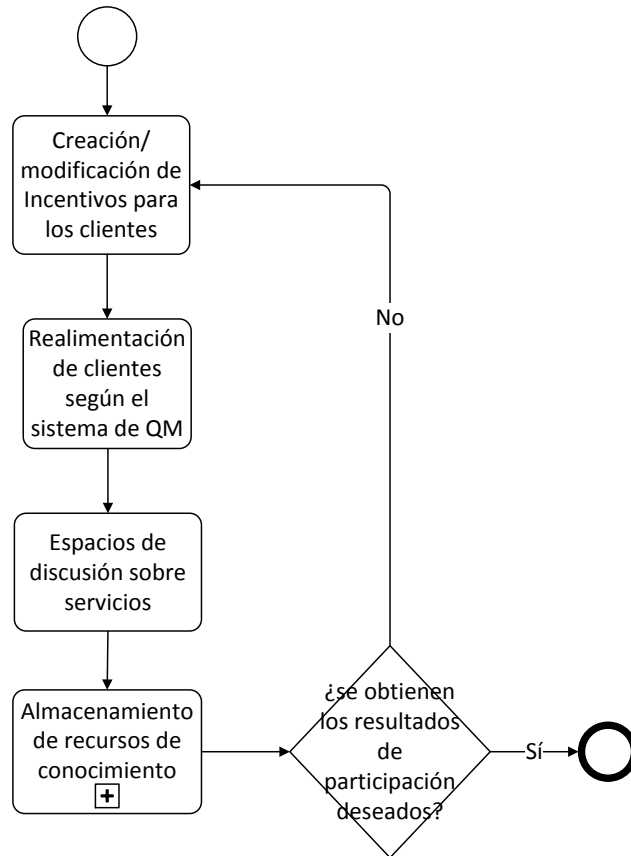 Creación/
modificación de
Incentivos para
los clientes
No
Realimentación
de clientes
según el
sistema de QM
Espacios de
discusión sobre
servicios
Almacenamiento
de recursos de
conocimiento
+
¿se obtienen
los resultados
de
participación
deseados?
Sí